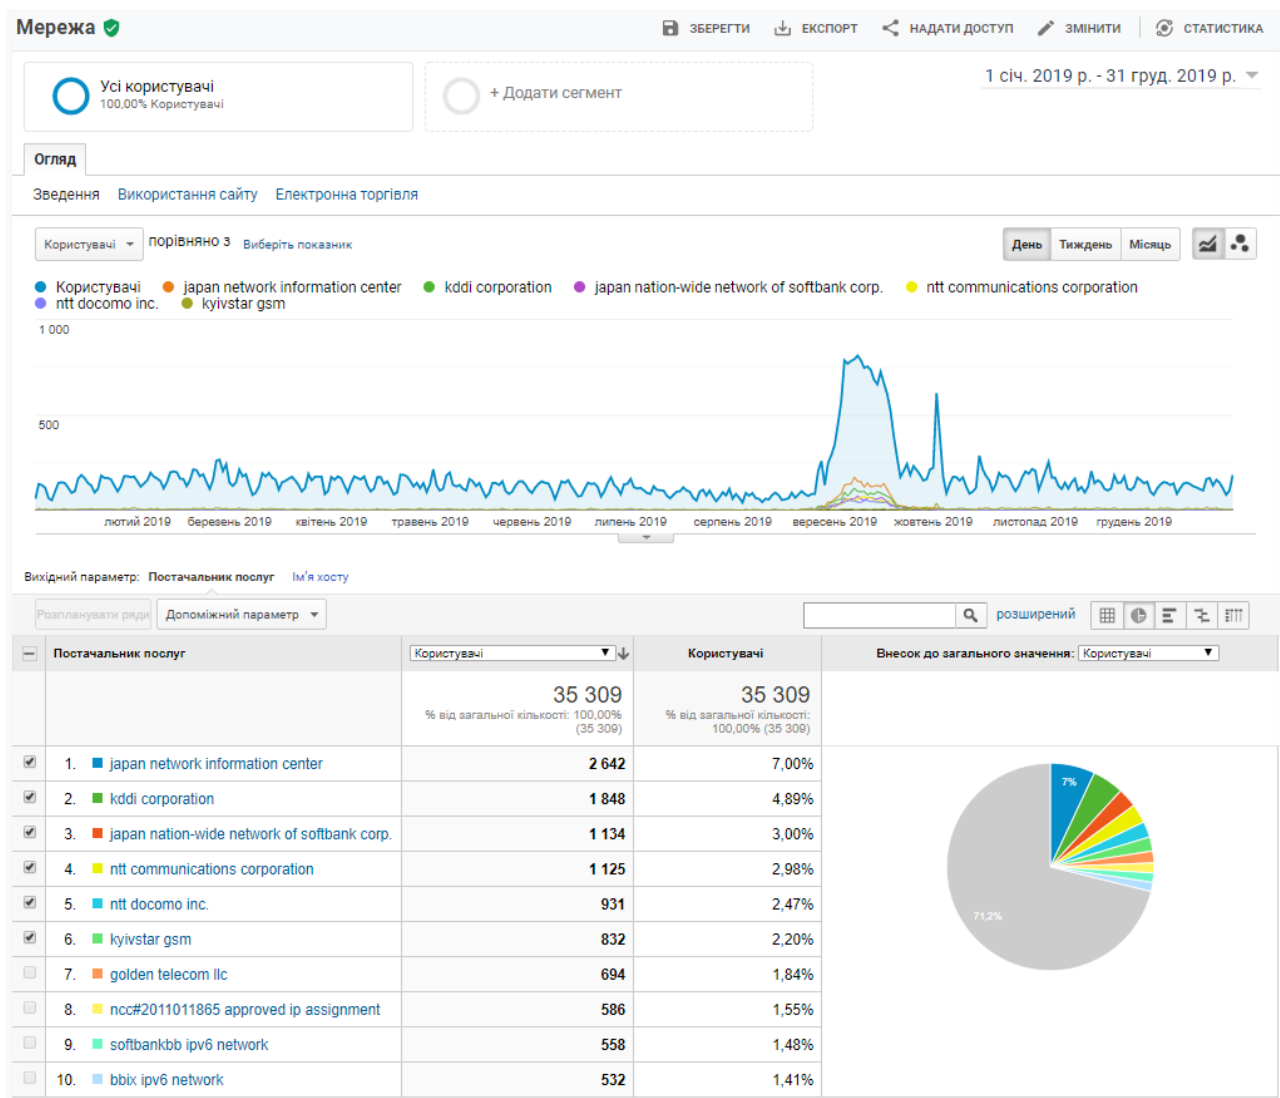 Мережа
ЗБЕРЕГТИ ЕКСПОРТ НАДАТИ ДОСТУП ЗМІНИТИ СТАТИСТИКА
Усі користувачі
100,00% Користувачі
+ Додати сегмент
1 січ. 2019 р. - 31 груд. 2019 р.
Огляд
Зведення Використання сайту Електронна торгівля
Користувачі порівняно з Виберіть показник
День Тиждень Місяць
Користувачі japan network information center kddi corporation japan nation-wide network of softbank corp. ntt communications corporation
ntt docomo inc. kyivstar gsm
1 000
500
лютий 2019 березень 2019 квітень 2019 травень 2019 червень 2019 липень 2019 серпень 2019 вересень 2019 жовтень 2019 листопад 2019 грудень 2019
Вихідний параметр: Постачальник послуг Ім'я хосту
Розпланувати ряди Допоміжний параметр розширений
Постачальник послуг Користувачі Користувачі Внесок до загального значення: Користувачі
35 309 35 309
% від загальної кількості: 100,00% % від загальної кількості:
(35 309) 100,00% (35 309)
1. japan network information center 2 642 7,00%
2. kddi corporation 1 848 4,89%
3. japan nation-wide network of softbank corp. 1 134 3,00%
4. ntt communications corporation 1 125 2,98%
5. ntt docomo inc. 931 2,47%
6. kyivstar gsm 832 2,20%
7. golden telecom llc 694 1,84%
8. ncc#2011011865 approved ip assignment 586 1,55%
9. softbankbb ipv6 network 558 1,48%
10. bbix ipv6 network 532 1,41%
7%
71,2%